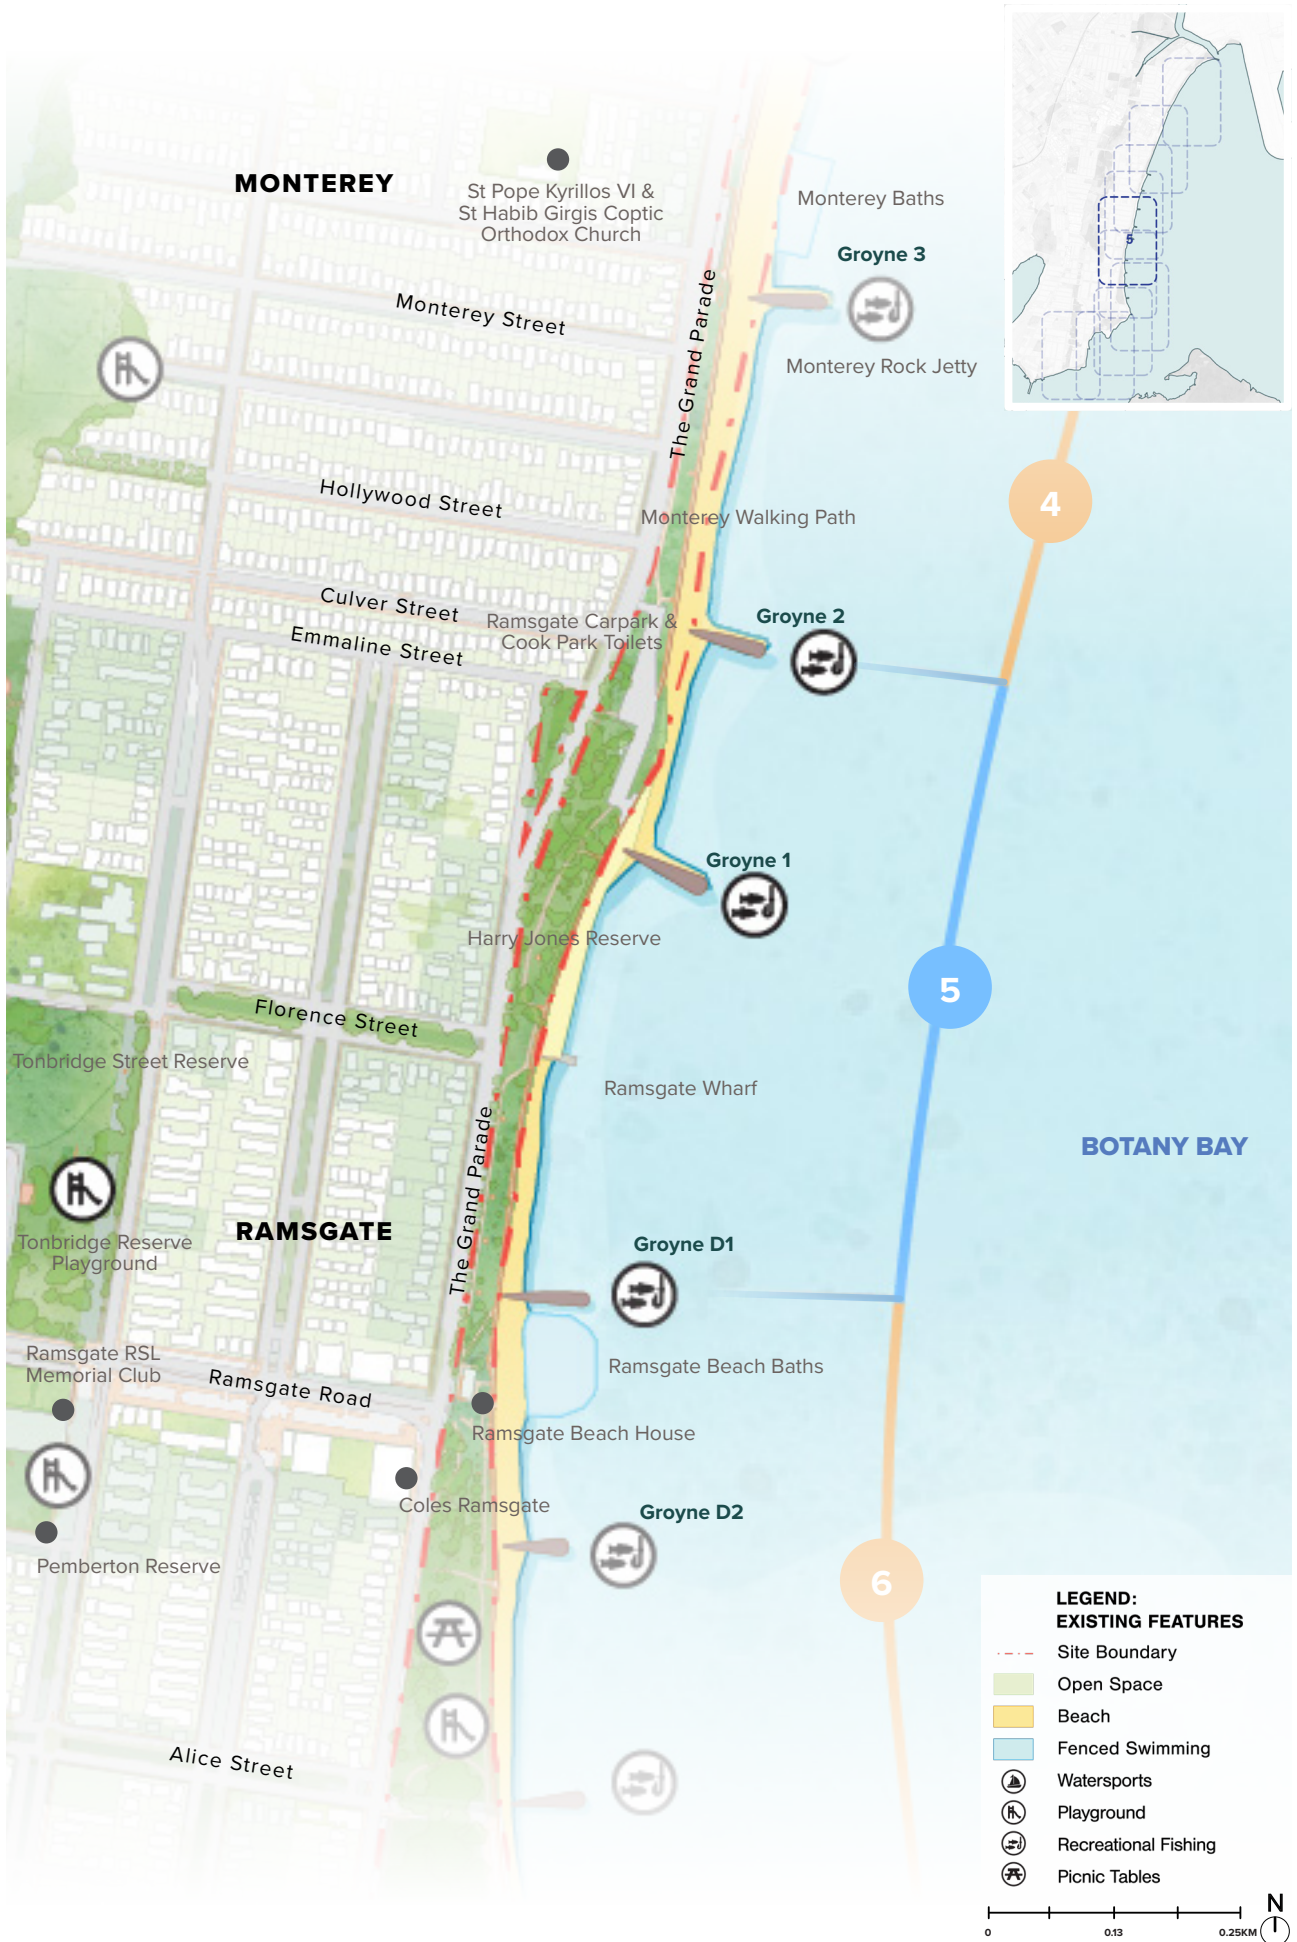 MONTEREY
St Pope Kyrillos VI &
St Habib Girgis Coptic
Orthodox Church
Monterey Baths
Groyne 3
5
Monterey Street
The Grand Parade
Monterey Rock Jetty
Hollywood Street
4
Monterey Walking Path
Culver Street
Ramsgate Carpark &
Cook Park Toilets
Groyne 2
Emmaline Street
Groyne 1
Harry Jones Reserve
5
Florence Street
Tonbridge Street Reserve
Ramsgate Wharf
The Grand Parade
BOTANY BAY
RAMSGATE
Tonbridge Reserve
Playground
Groyne D1
Ramsgate RSL
Memorial Club
Ramsgate Road
Ramsgate Beach Baths
Ramsgate Beach House
Coles Ramsgate
Groyne D2
Pemberton Reserve
6
Alice Street
LEGEND:
EXISTING FEATURES
Site Boundary
Open Space
Beach
Fenced Swimming
Watersports
Playground
Recreational Fishing
Picnic Tables
N
0 0.13 0.25KM